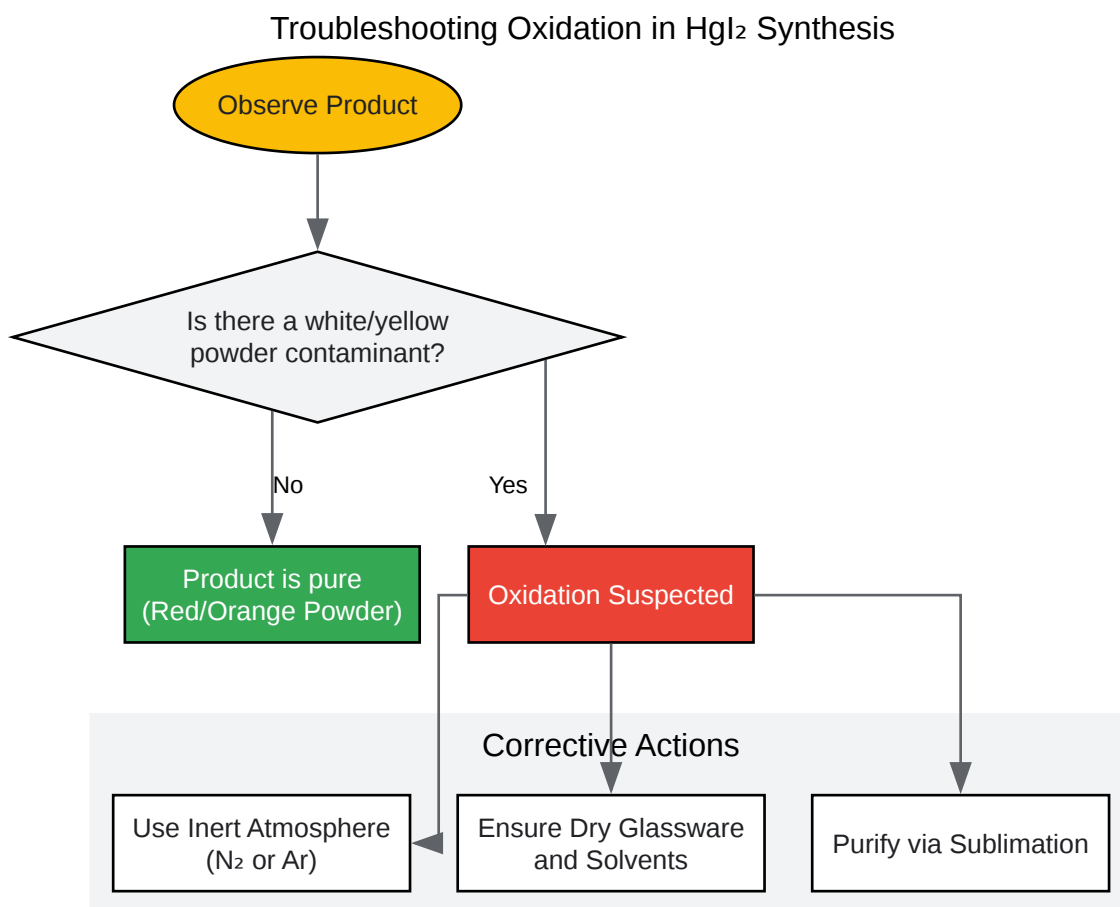 Troubleshooting Oxidation in HgI₂ Synthesis
Observe Product
Is there a white/yellow
powder contaminant?
No
Yes
Product is pure
(Red/Orange Powder)
Oxidation Suspected
Corrective Actions
Use Inert Atmosphere
(N₂ or Ar)
Ensure Dry Glassware
and Solvents
Purify via Sublimation